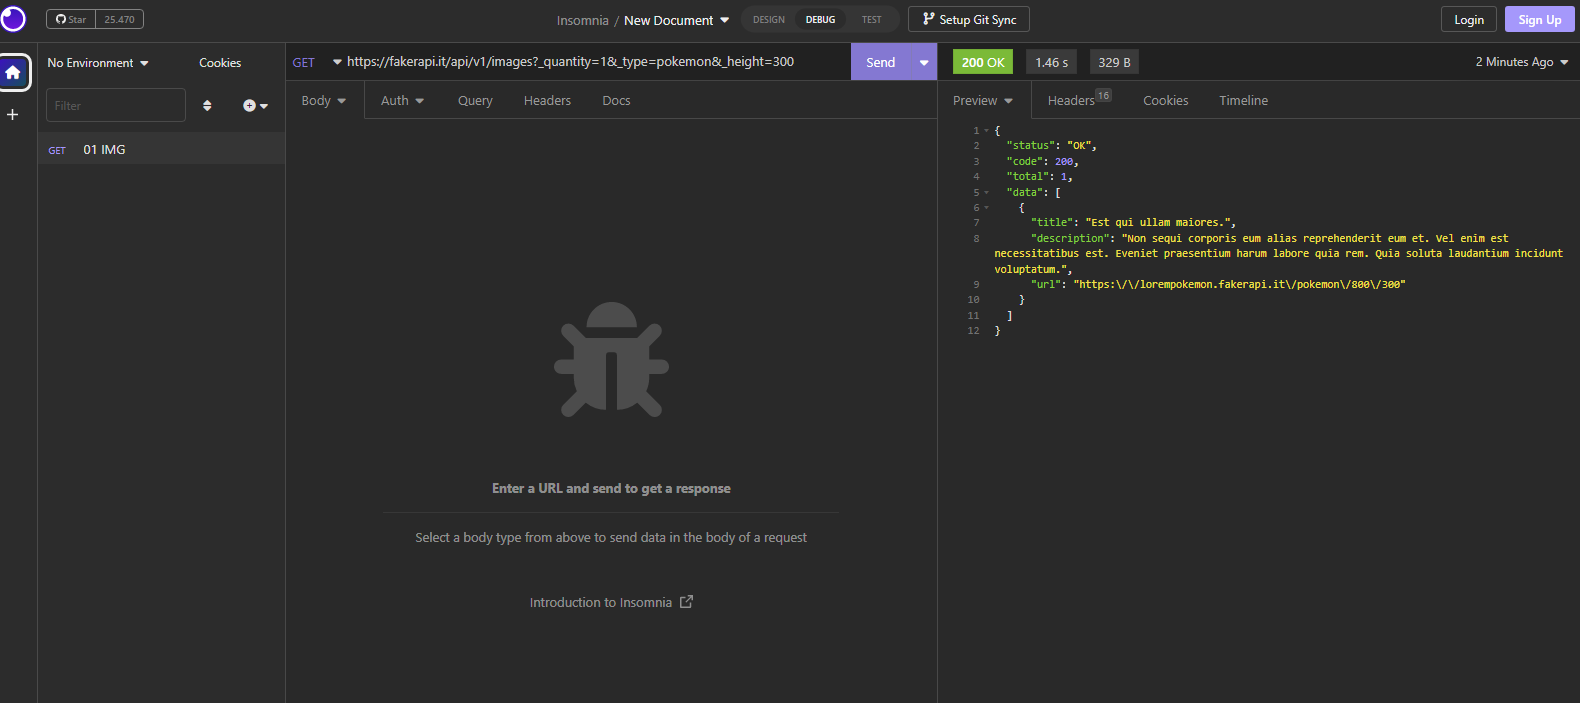 Star 25.470
Insomnia / New Document
DESIGN DEBUG TEST
Setup Git Sync
Login Sign Up
No Environment Cookies
Filter
GET 01 IMG
GET https://fakerapi.it/api/v1/images?_quantity=1&_type=pokemon&_height=300 Send
Body Auth Query Headers Docs
Enter a URL and send to get a response
Select a body type from above to send data in the body of a request
Introduction to Insomnia
200 OK 1.46 s 329 B 2 Minutes Ago
Preview Headers 16 Cookies Timeline
1 {
2 "status": "OK",
3 "code": 200,
4 "total": 1,
5 "data": [
6 {
7 "title": "Est qui ullam maiores.",
8 "description": "Non sequi corporis eum alias reprehenderit eum et. Vel enim est
necessitatibus est. Eveniet praesentium harum labore quia rem. Quia soluta laudantium incidunt
voluptatum.",
9 "url": "https:\/\/lorempokemon.fakerapi.it\/pokemon\/800\/300"
10 }
11 ]
12 }